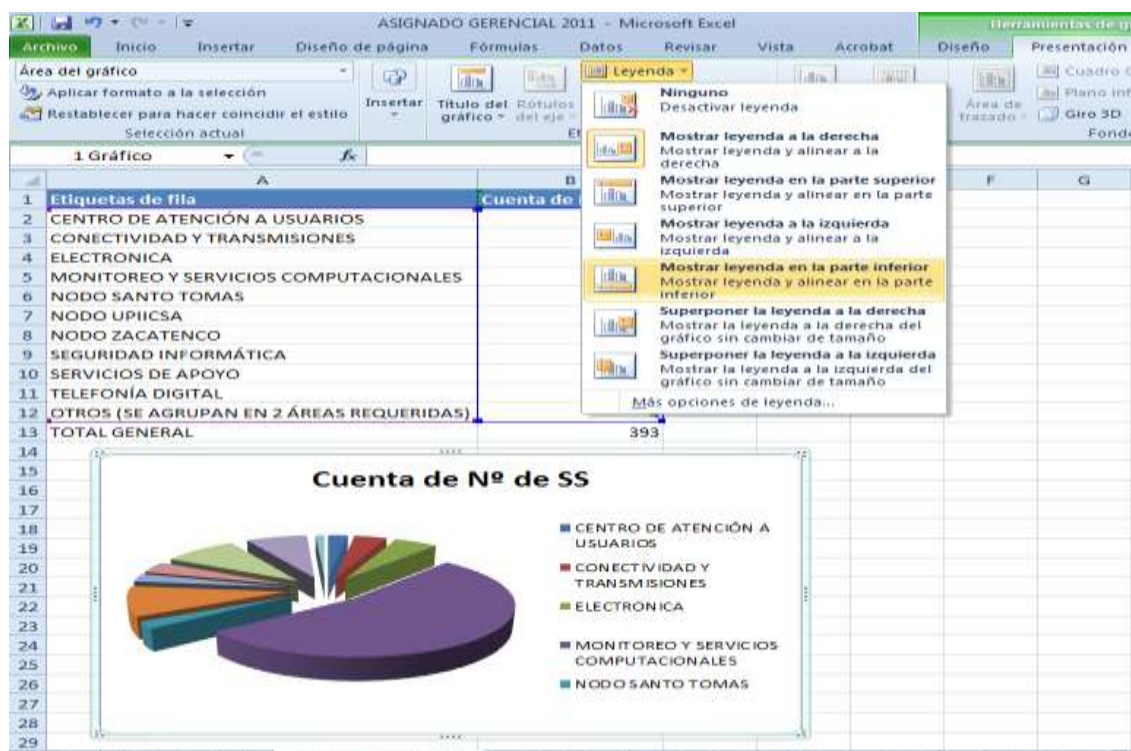 ASIGNADO GERENCIAL 2011 - Microsoft Excel
Herramientas de
Archivo Inicio Insertar Diseño de página Fórmulas Datos Revisar Vista Acrobat Diseño Presentación
Área del gráfico
Aplicar formato a la selección
Restablecer para hacer coincidir el estilo
Selección actual
Insertar
Título del gráfico
Rótulos del eje
Leyenda
Área de trazado
Cuadro
Plano inf
Giro 3D
Fondo
Ninguno
Desactivar leyenda
Mostrar leyenda a la derecha
Mostrar leyenda y alinear a la
derecha
Mostrar leyenda en la parte superior
Mostrar leyenda y alinear en la parte
superior
Mostrar leyenda a la izquierda
Mostrar leyenda y alinear a la
izquierda
Mostrar leyenda en la parte inferior
Mostrar leyenda y alinear en la parte
inferior
Superponer la leyenda a la derecha
Mostrar la leyenda a la derecha del
gráfico sin cambiar de tamaño
Superponer la leyenda a la izquierda
Mostrar la leyenda a la izquierda del
gráfico sin cambiar de tamaño
Más opciones de leyenda...
1 Gráfico fx
A B F G
1 Etiquetas de fila Cuenta de
2 CENTRO DE ATENCIÓN A USUARIOS
3 CONECTIVIDAD Y TRANSMISIONES
4 ELECTRONICA
5 MONITOREO Y SERVICIOS COMPUTACIONALES
6 NODO SANTO TOMAS
7 NODO UPIICSA
8 NODO ZACATENCO
9 SEGURIDAD INFORMÁTICA
10 SERVICIOS DE APOYO
11 TELEFONÍA DIGITAL
12 OTROS (SE AGRUPAN EN 2 ÁREAS REQUERIDAS)
13 TOTAL GENERAL 393
14
15
16
17
18
19
20
21
22
23
24
25
26
27
28
29
Cuenta de Nº de SS
CENTRO DE ATENCIÓN A
USUARIOS
CONECTIVIDAD Y
TRANSMISIONES
ELECTRONICA
MONITOREO Y SERVICIOS
COMPUTACIONALES
NODO SANTO TOMAS